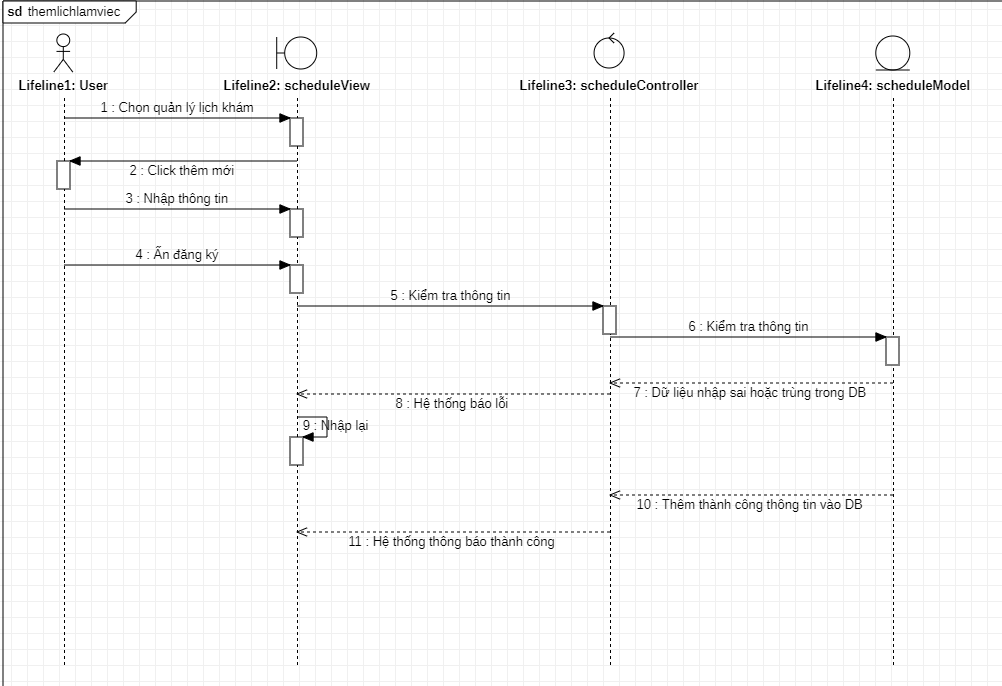 sd themlichlamviec
Lifeline1: User
Lifeline2: scheduleView
Lifeline3: scheduleController
Lifeline4: scheduleModel
1 : Chọn quản lý lịch khám
2 : Click thêm mới
3 : Nhập thông tin
4 : Ấn đăng ký
5 : Kiểm tra thông tin
6 : Kiểm tra thông tin
7 : Dữ liệu nhập sai hoặc trùng trong DB
8 : Hệ thống báo lỗi
9 : Nhập lại
10 : Thêm thành công thông tin vào DB
11 : Hệ thống thông báo thành công